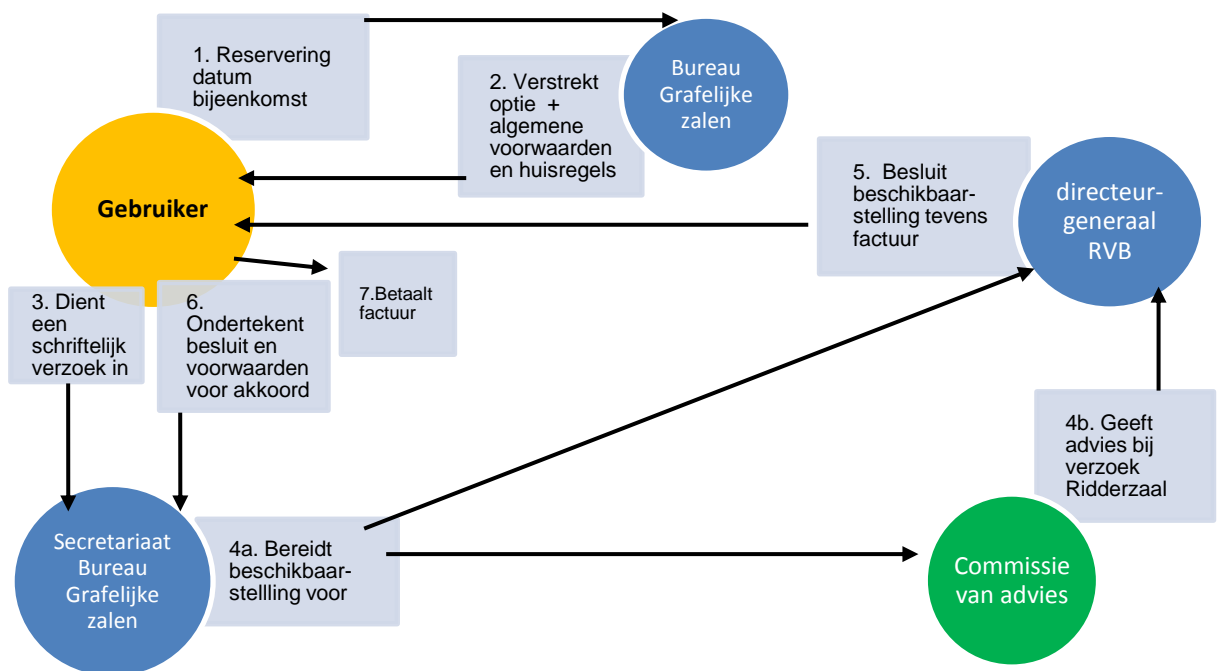 1. Reservering
datum
bijeenkomst
Bureau
Grafelijke
zalen
2. Verstrekt
optie +
algemene
voorwaarden
en huisregels
Gebruiker
5. Besluit
beschikbaar-
stelling tevens
factuur
directeur-
generaal
RVB
3. Dient
een
schriftelijk
verzoek in
6.
Ondertekent
besluit en
voorwaarden
voor akkoord
7.Betaalt
factuur
4b. Geeft
advies bij
verzoek
Ridderzaal
Secretariaat
Bureau
Grafelijke
zalen
4a. Bereidt
beschikbaar-
stellling voor
Commissie
van advies